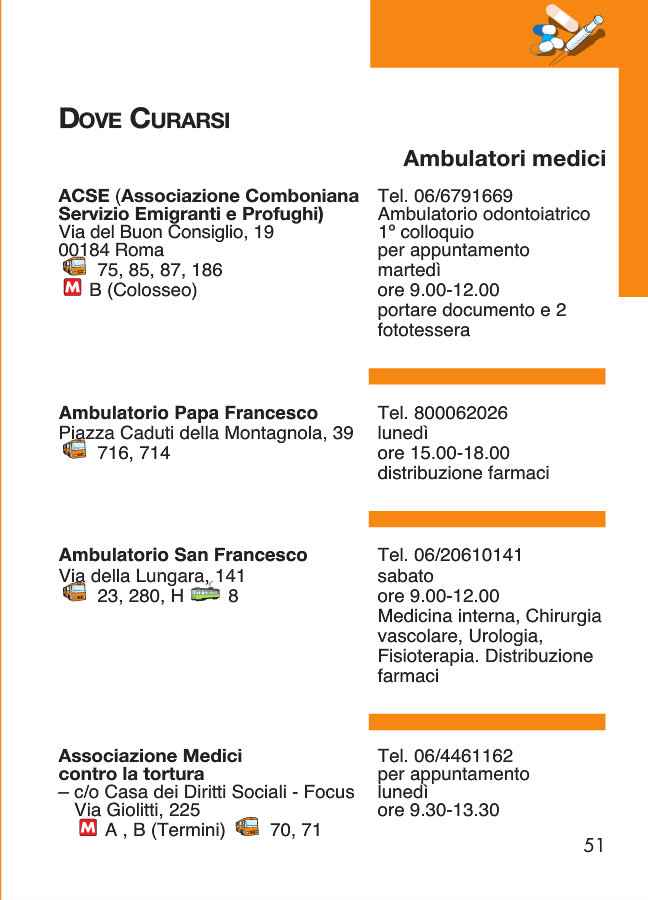 DOVE CURARSI
Ambulatori medici
ACSE (Associazione Comboniana
Servizio Emigranti e Profughi)
Via del Buon Consiglio, 19
00184 Roma
75, 85, 87, 186
M B (Colosseo)
Tel. 06/6791669
Ambulatorio odontoiatrico
1º colloquio
per appuntamento
martedì
ore 9.00-12.00
portare documento e 2
fototessera
Ambulatorio Papa Francesco
Piazza Caduti della Montagnola, 39
716, 714
Tel. 800062026
lunedì
ore 15.00-18.00
distribuzione farmaci
Ambulatorio San Francesco
Via della Lungara, 141
23, 280, H 8
Tel. 06/20610141
sabato
ore 9.00-12.00
Medicina interna, Chirurgia
vascolare, Urologia,
Fisioterapia. Distribuzione
farmaci
Associazione Medici
contro la tortura
– c/o Casa dei Diritti Sociali - Focus
Via Giolitti, 225
M A , B (Termini) 70, 71
Tel. 06/4461162
per appuntamento
lunedì
ore 9.30-13.30
51